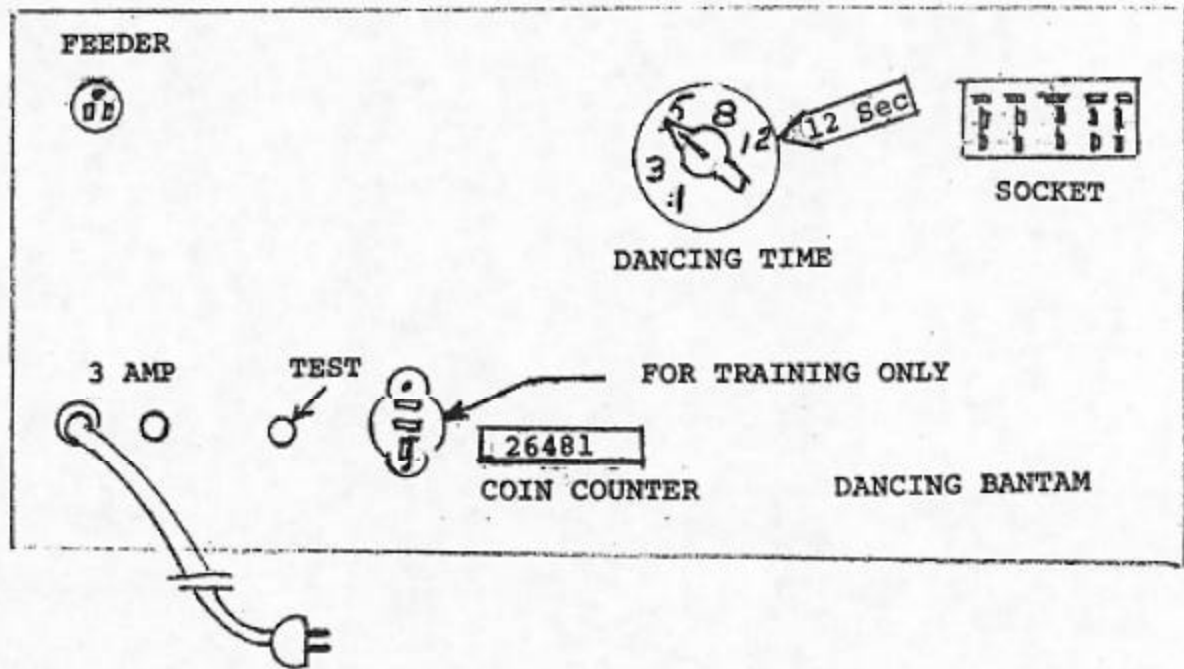 FEEDER
5
8
12
3
:1
12 Sec
SOCKET
DANCING TIME
3 AMP
TEST
FOR TRAINING ONLY
26481
COIN COUNTER
DANCING BANTAM